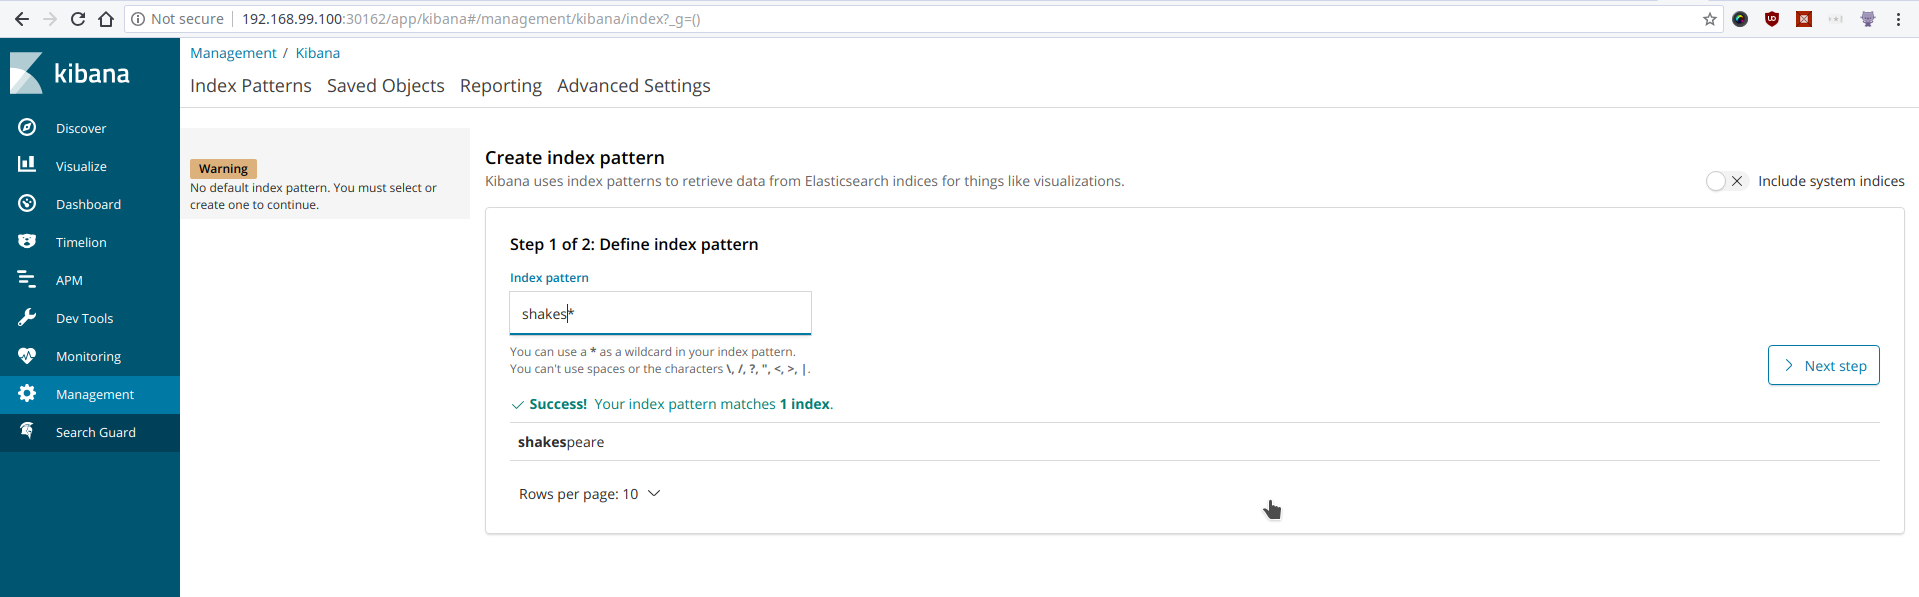 Not secure 192.168.99.100:30162/app/kibana#/management/kibana/index?_g=()
kibana
Discover
Visualize
Dashboard
Timelion
APM
Dev Tools
Monitoring
Management
Search Guard
Management / Kibana
Index Patterns Saved Objects Reporting Advanced Settings
Warning
No default index pattern. You must select or
create one to continue.
Create index pattern
Kibana uses index patterns to retrieve data from Elasticsearch indices for things like visualizations.
Include system indices
Step 1 of 2: Define index pattern
Index pattern
shakes*
You can use a * as a wildcard in your index pattern.
You can't use spaces or the characters \, /, ?, ", <, >, |.
Next step
Success! Your index pattern matches 1 index.
shakespeare
Rows per page: 10